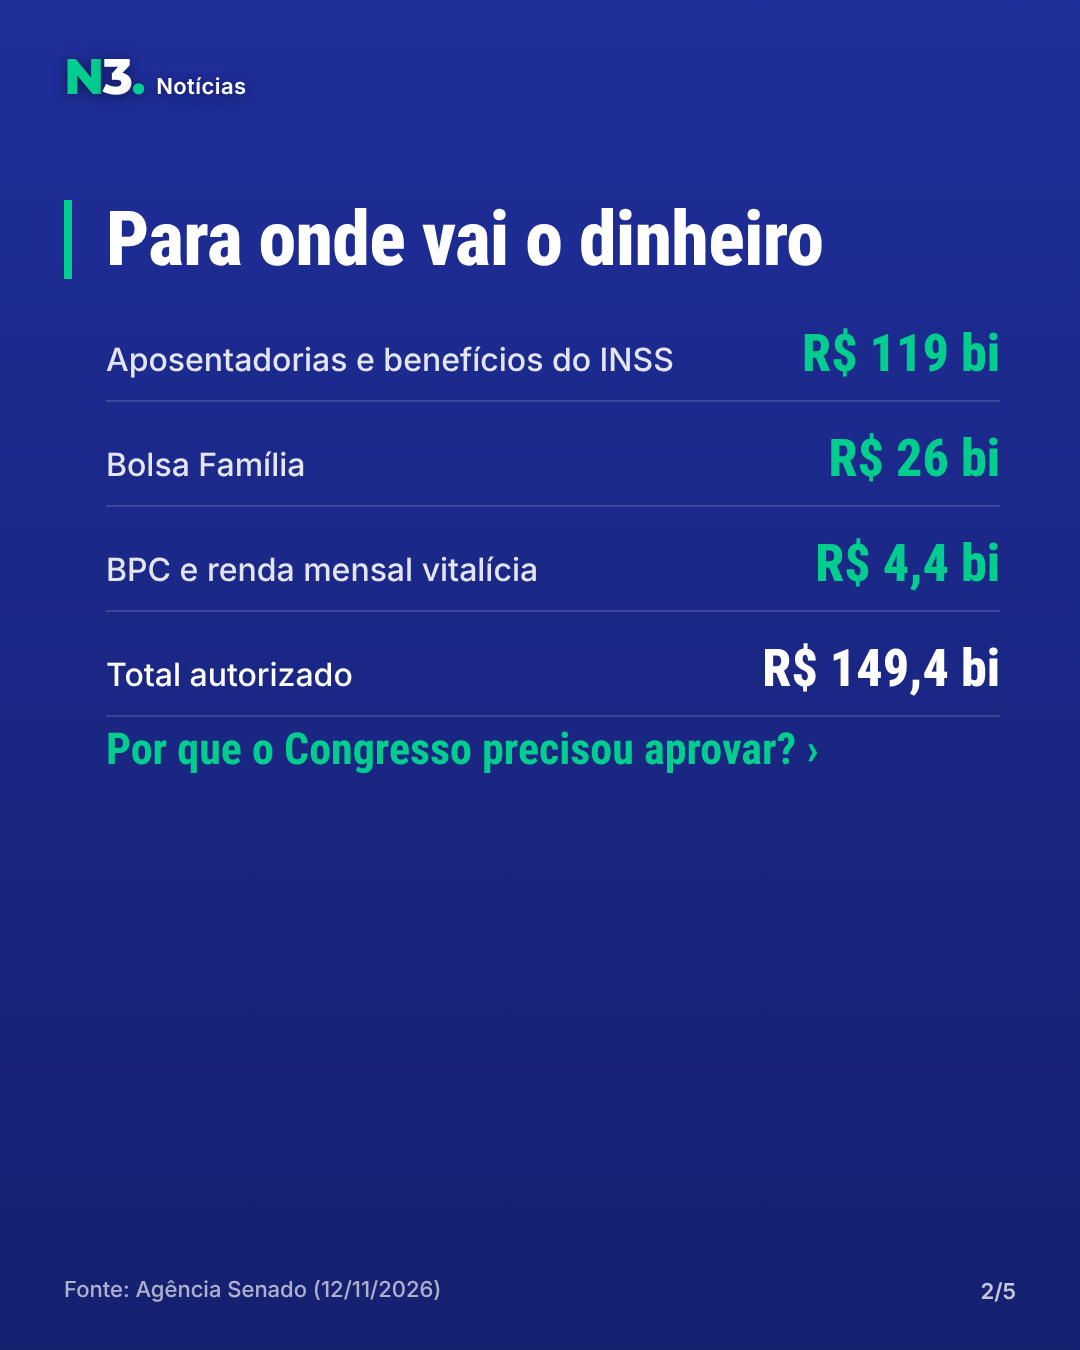 N3. Notícias
Para onde vai o dinheiro
Aposentadorias e benefícios do INSS R$ 119 bi
Bolsa Família R$ 26 bi
BPC e renda mensal vitalícia R$ 4,4 bi
Total autorizado R$ 149,4 bi
Por que o Congresso precisou aprovar? ›
Fonte: Agência Senado (12/11/2026) 2/5